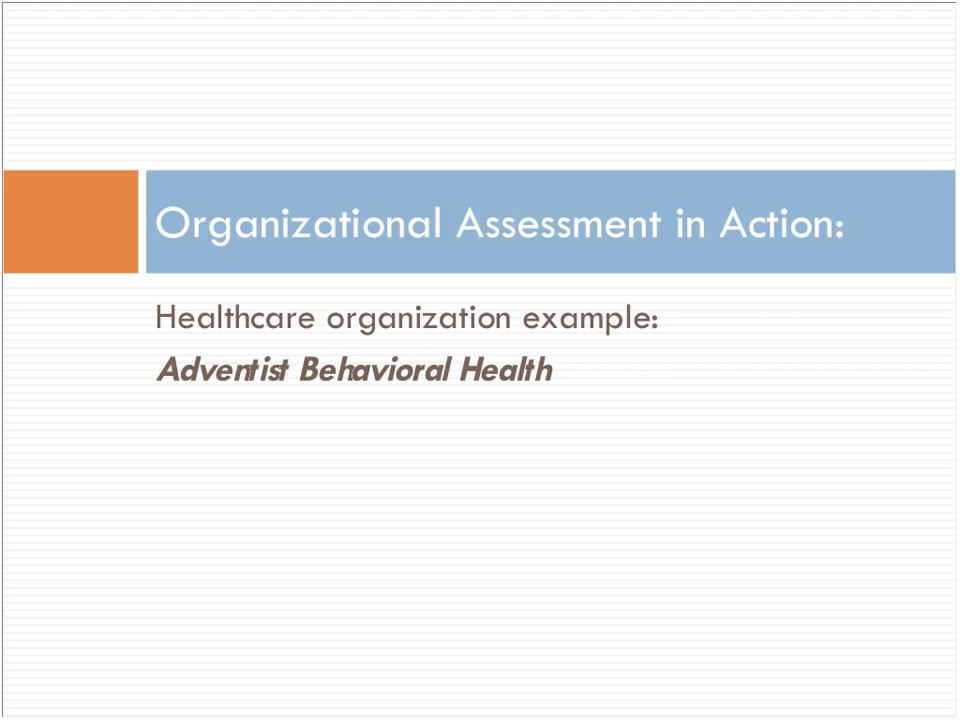 Organizational Assessment in Action:
Healthcare organization example:
Adventist Behavioral Health